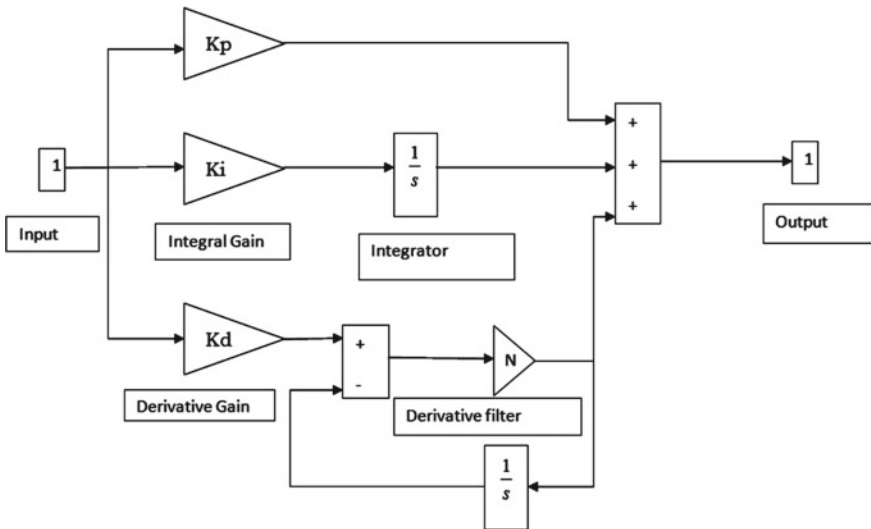 Kp
+
1
Ki
1
s
+
1
+
Input
Integral Gain
Integrator
Output
Kd
+
-
N
Derivative Gain
Derivative filter
1
s